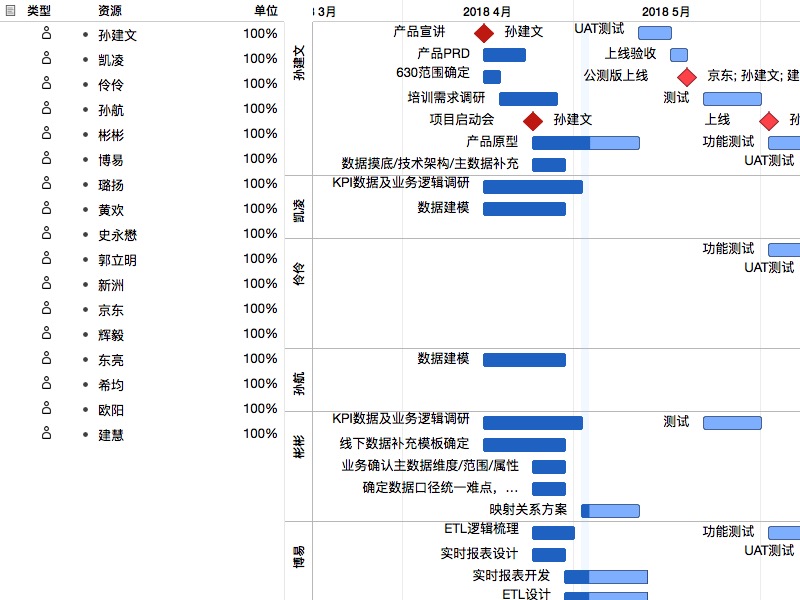 类型 资源 单位
孙建文 100%
凯凌 100%
伶伶 100%
孙航 100%
彬彬 100%
博易 100%
璐扬 100%
黄欢 100%
史永懋 100%
郭立明 100%
新洲 100%
京东 100%
辉毅 100%
东亮 100%
希均 100%
欧阳 100%
建慧 100%
3月 2018 4月 2018 5月
孙建文
产品宣讲 孙建文 UAT测试
产品PRD 上线验收
630范围确定 公测版上线 京东; 孙建文; 建
培训需求调研 测试
项目启动会 孙建文 上线 孙
产品原型 功能测试
数据摸底/技术架构/主数据补充 UAT测试
凯凌
KPI数据及业务逻辑调研
数据建模
伶伶
功能测试
UAT测试
孙航
数据建模
彬彬
KPI数据及业务逻辑调研 测试
线下数据补充模板确定
业务确认主数据维度/范围/属性
确定数据口径统一难点，…
映射关系方案
博易
ETL逻辑梳理 功能测试
实时报表设计 UAT测试
实时报表开发
ETL设计